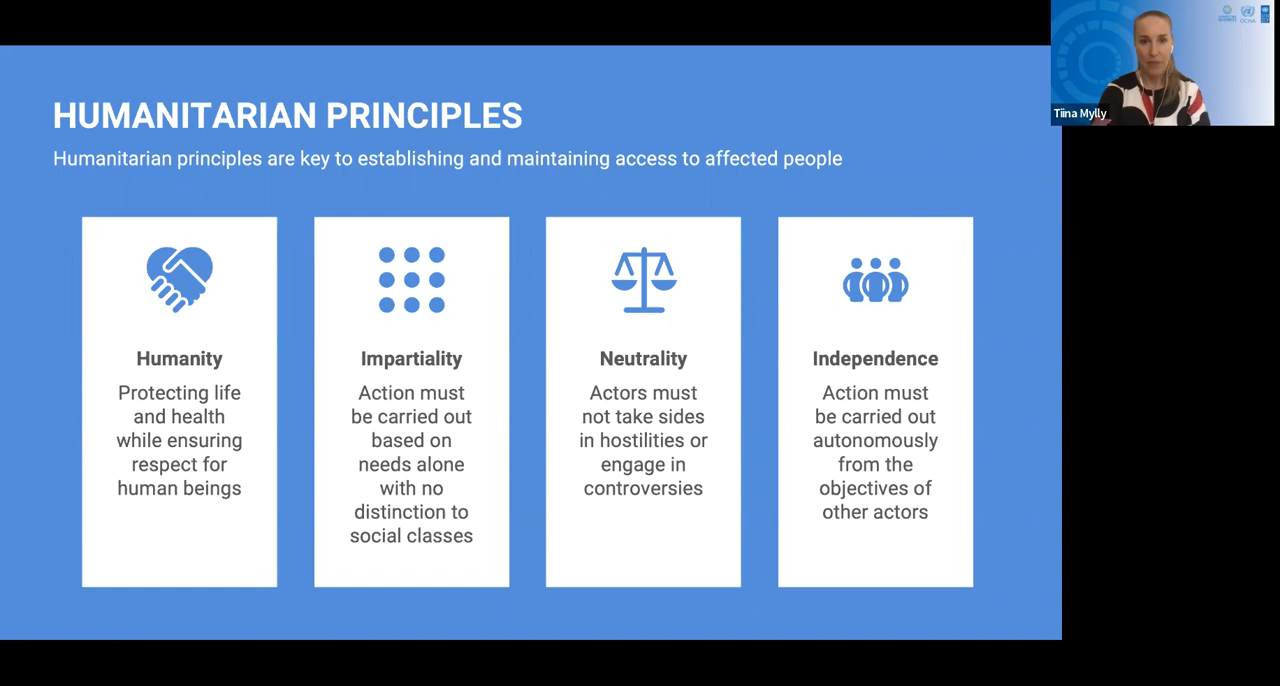 HUMANITARIAN PRINCIPLES
Humanitarian principles are key to establishing and maintaining access to affected people
Humanity
Protecting life
and health
while ensuring
respect for
human beings
Impartiality
Action must
be carried out
based on
needs alone
with no
distinction to
social classes
Neutrality
Actors must
not take sides
in hostilities or
engage in
controversies
Independence
Action must
be carried out
autonomously
from the
objectives of
other actors
Tiina Mylly
OCHA